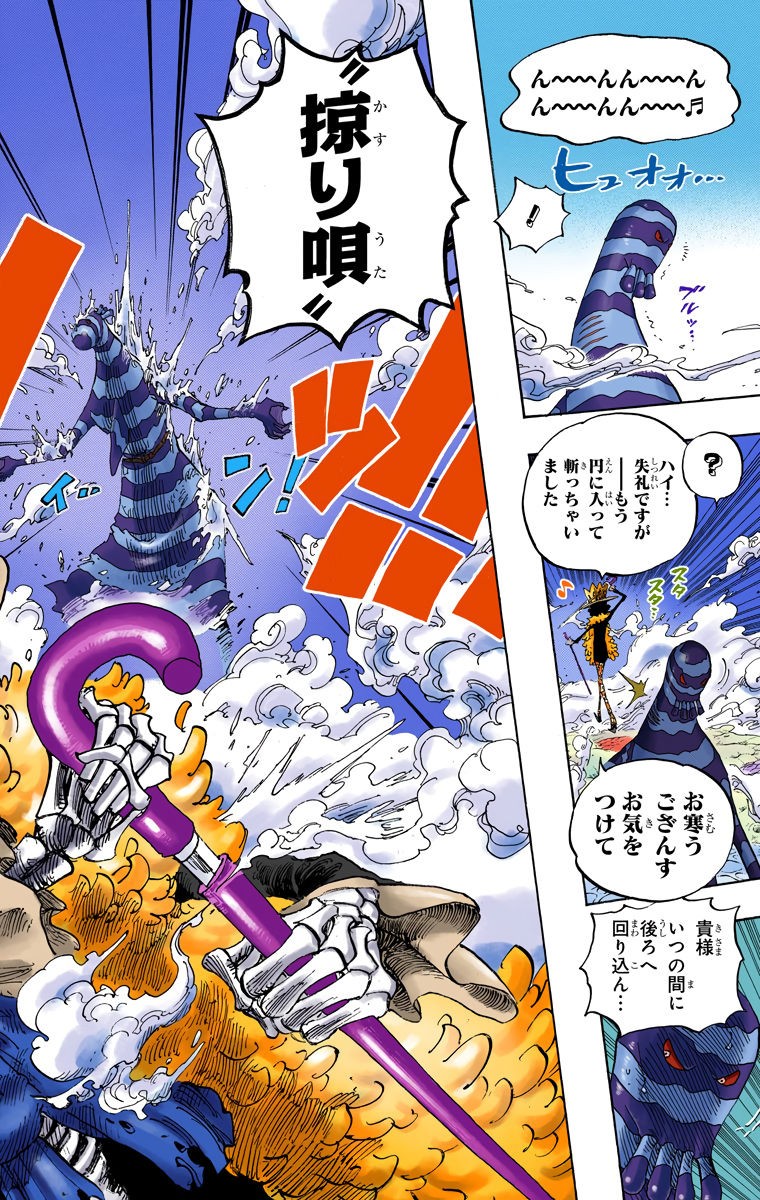 ん〜〜んん〜〜ん
ん〜〜んん〜〜♬
ヒュオオ…
！
ブルッ…
？
ハイ…
失礼ですが
――もう
円に入って
斬っちゃい
ました
♪
スタ
スタ…
お寒う
ござんす
お気を
つけて
貴様
いつの間に
後ろへ
回り込ん…
〝掠り唄〟
イ、ン！